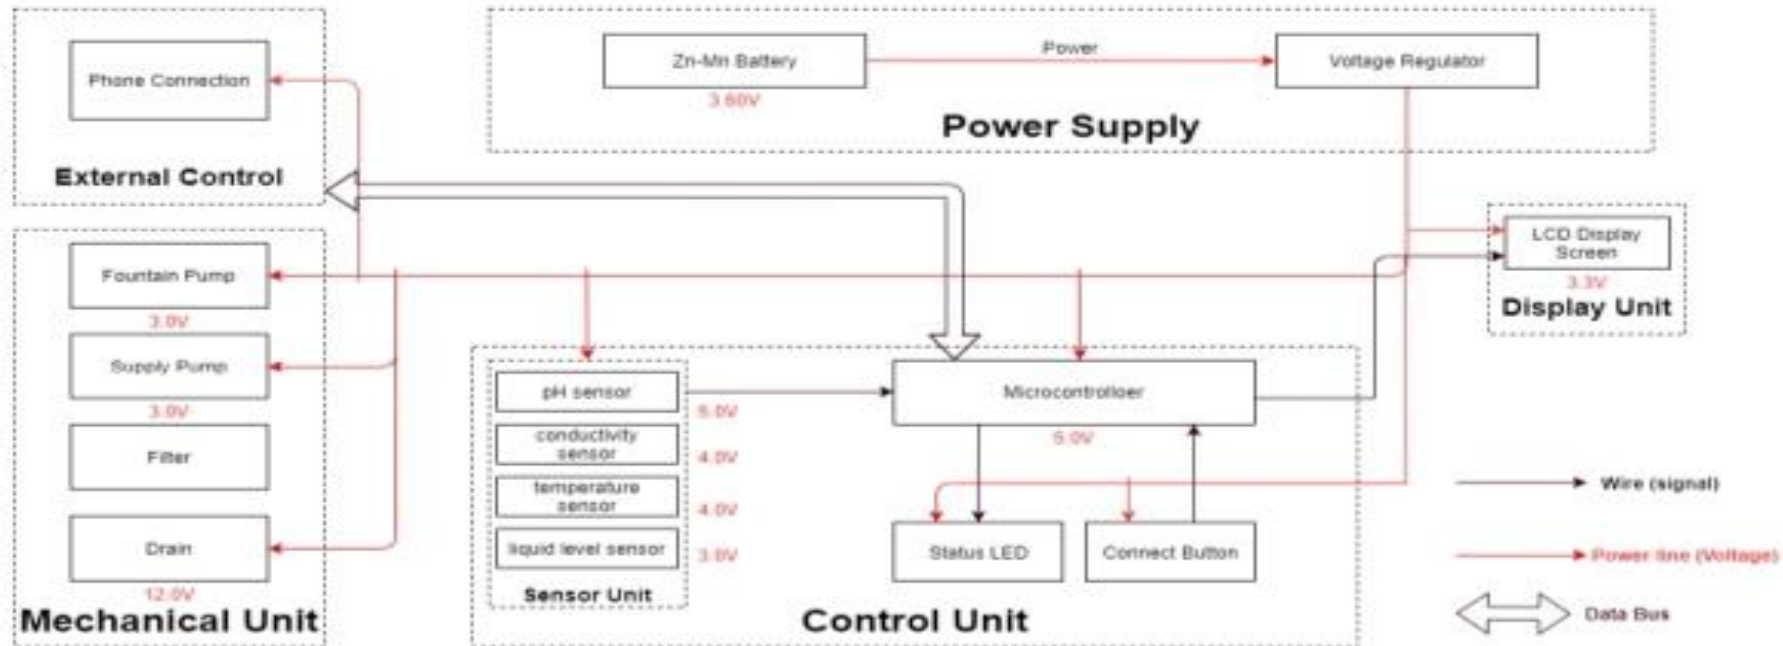 Phone Connection
External Control
Zn-Mn Battery
3.60V
Power
Voltage Regulator
Power Supply
Fountain Pump
3.0V
Supply Pump
3.0V
Filter
Drain
12.0V
Mechanical Unit
LCD Display
Screen
3.3V
Display Unit
pH sensor
5.0V
conductivity
sensor
4.0V
temperature
sensor
4.0V
liquid level sensor
3.0V
Sensor Unit
Microcontrolloer
5.0V
Status LED
Connect Button
Control Unit
Wire (signal)
Power line (Voltage)
Data Bus